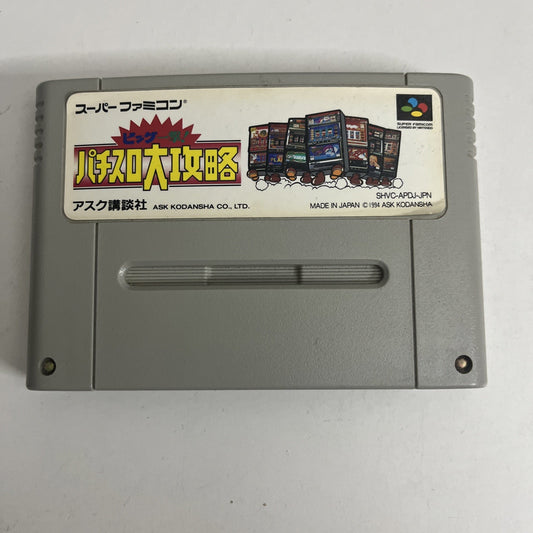 スーパーファミコン®
ビッグ一撃!
パチスロ大攻略
アスク講談社 ASK KODANSHA CO., LTD.
SUPER FAMICOM
LICENSED BY NINTENDO
SHVC-APDJ-JPN
MADE IN JAPAN © 1994 ASK KODANSHA